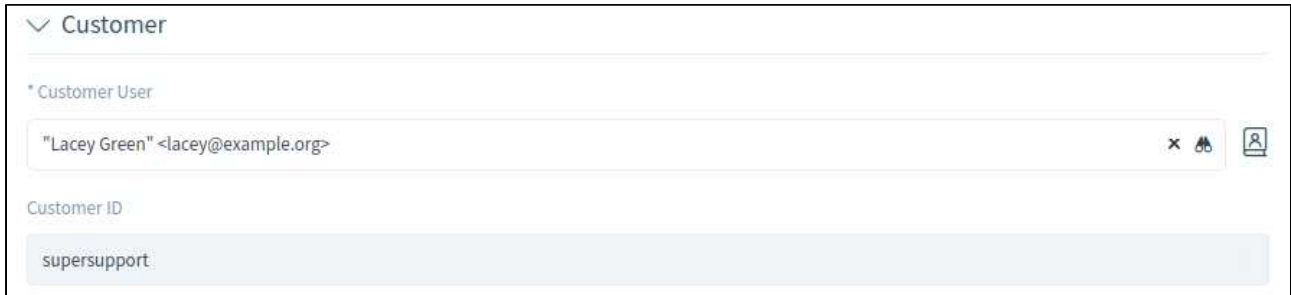 Customer
* Customer User
"Lacey Green" <lacey@example.org>
Customer ID
supersupport